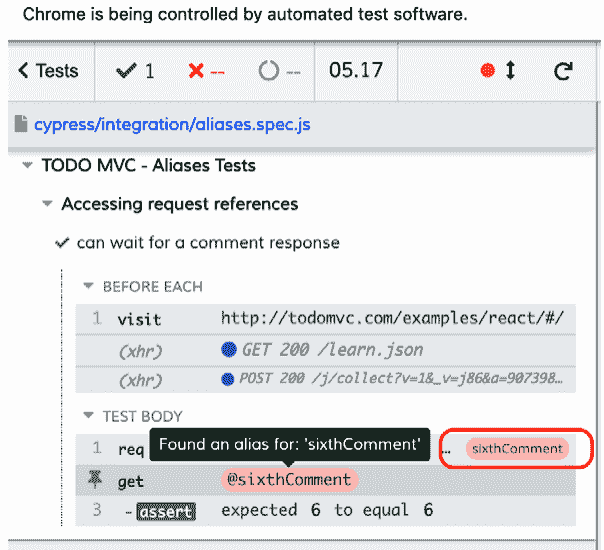 Chrome is being controlled by automated test software.
Tests 1 -- -- 05.17
cypress/integration/aliases.spec.js
TODO MVC - Aliases Tests
Accessing request references
can wait for a comment response
BEFORE EACH
1 visit http://todomvc.com/examples/react/#/
(xhr) GET 200 /learn.json
(xhr) POST 200 /j/collect?v=1&_v=j86&a=907398…
TEST BODY
Found an alias for: 'sixthComment'
1 req … sixthComment
get @sixthComment
3 -assert expected 6 to equal 6